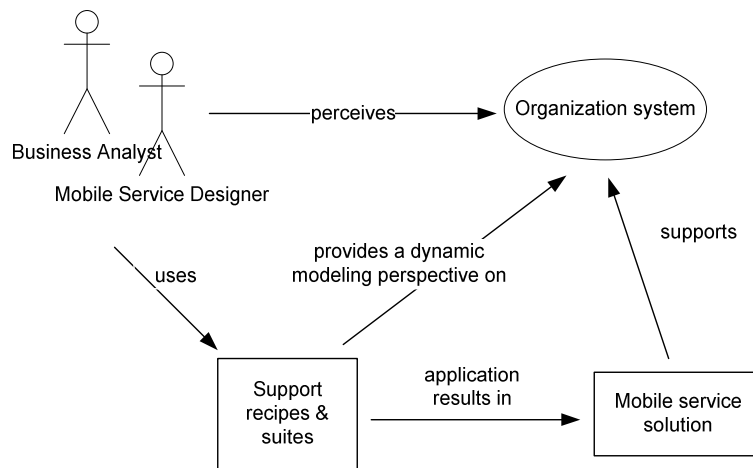 Organization system
perceives
Business Analyst
Mobile Service Designer
supports
provides a dynamic
modeling perspective on
uses
Support
recipes &
suites
application
results in
Mobile service
solution